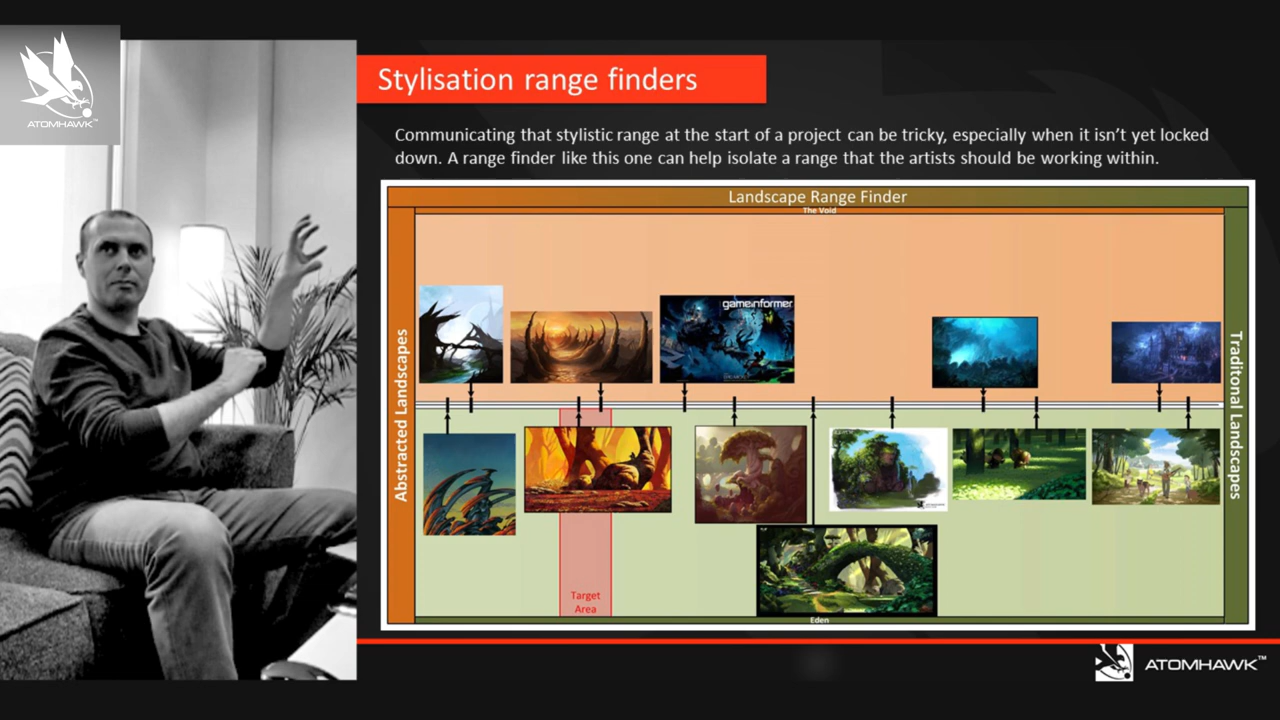 ATOMHAWK™
Stylisation range finders
Communicating that stylistic range at the start of a project can be tricky, especially when it isn't yet locked
down. A range finder like this one can help isolate a range that the artists should be working within.
Landscape Range Finder
The Void
Abstracted Landscapes
gameinformer
Traditonal Landscapes
Target
Area
Eden
ATOMHAWK™